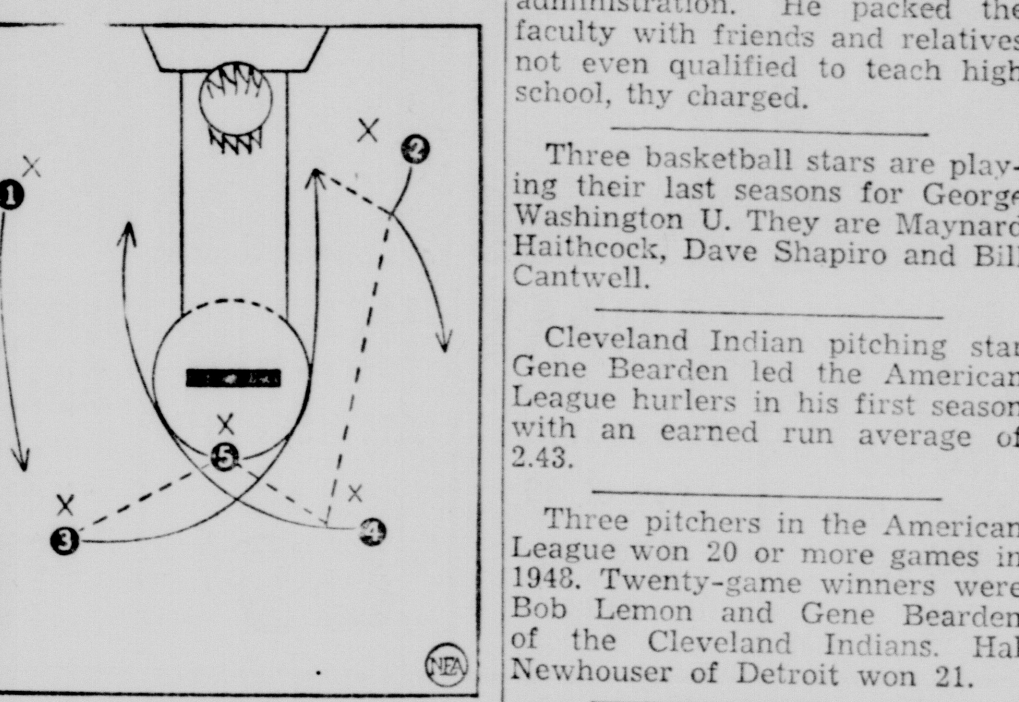 1
2
3
4
5
X
X
X
X
X
NEA
administration. He packed the
faculty with friends and relatives
not even qualified to teach high
school, thy charged.
Three basketball stars are play-
ing their last seasons for George
Washington U. They are Maynard
Haithcock, Dave Shapiro and Bill
Cantwell.
Cleveland Indian pitching star
Gene Bearden led the American
League hurlers in his first season
with an earned run average of
2.43.
Three pitchers in the American
League won 20 or more games in
1948. Twenty-game winners were
Bob Lemon and Gene Bearden
of the Cleveland Indians. Hal
Newhouser of Detroit won 21.